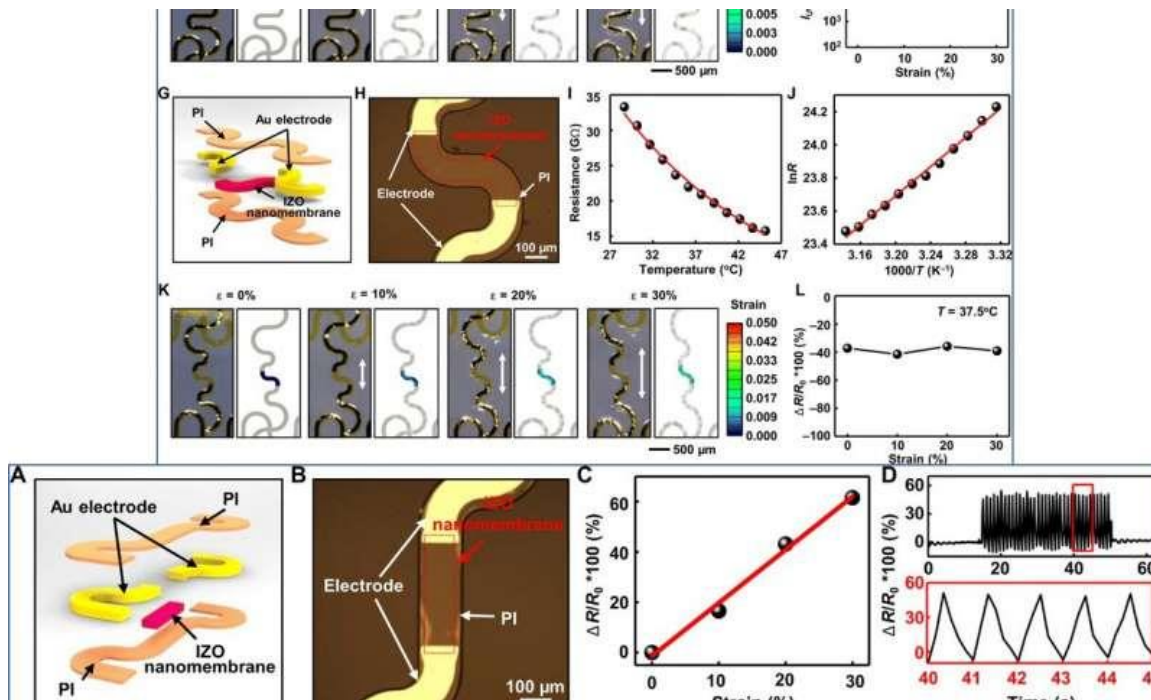 0.005
0.000
10³
10²
0 10 20 30
Strain (%)
500 µm
G
PI
Au electrode
IZO
nanomembrane
PI
H
IZO
nanomembrane
PI
Electrode
100 µm
I
Resistance (GΩ)
35
30
25
20
15
27 32 37 42 47
Temperature (°C)
J
lnR
24.2
24.0
23.8
23.6
23.4
3.16 3.20 3.24 3.28 3.32
1000/T (K⁻¹)
K
ε = 0% ε = 10% ε = 20% ε = 30%
Strain
0.050
0.042
0.033
0.025
0.017
0.009
0.000
500 µm
L
T = 37.5°C
ΔR/R₀ *100 (%)
0
−20
−40
−60
−80
−100
0 10 20 30
Strain (%)
A
Au electrode
PI
IZO
nanomembrane
PI
B
IZO
nanomembrane
Electrode
PI
100 µm
C
ΔR/R₀ *100 (%)
60
40
20
0
0 10 20 30
Strain (%)
D
ΔR/R₀ *100 (%)
60
30
0
0 20 40 60
60
30
0
40 41 42 43 44
Time (s)